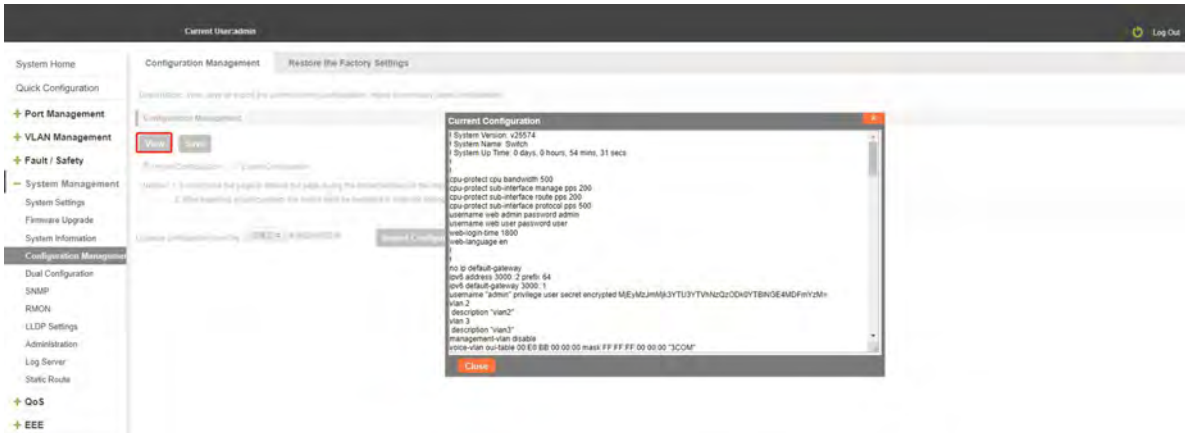 Current User:admin
Log Out
System Home
Quick Configuration
Port Management
VLAN Management
Fault / Safety
System Management
System Settings
Firmware Upgrade
System Information
Configuration Managemen
Dual Configuration
SNMP
RMON
LLDP Settings
Administration
Log Server
Static Route
QoS
EEE
Configuration Management Restore the Factory Settings
Configuration Management
View Save
Current Configuration
! System Version: v25574
! System Name: Switch
! System Up Time: 0 days, 0 hours, 54 mins, 31 secs
!
!
cpu-protect cpu bandwidth 500
cpu-protect sub-interface manage pps 200
cpu-protect sub-interface route pps 200
cpu-protect sub-interface protocol pps 500
username web admin password admin
username web user password user
web-login-time 1800
web-language en
!
!
no ip default-gateway
ipv6 address 3000::2 prefix 64
ipv6 default-gateway 3000::1
username "admin" privilege user secret encrypted
vlan 2
description "vlan2"
vlan 3
description "vlan3"
management-vlan disable
voice-vlan oui-table 00:E0:BB:00:00:00 mask FF:FF:FF:00:00:00 "3COM"
Close